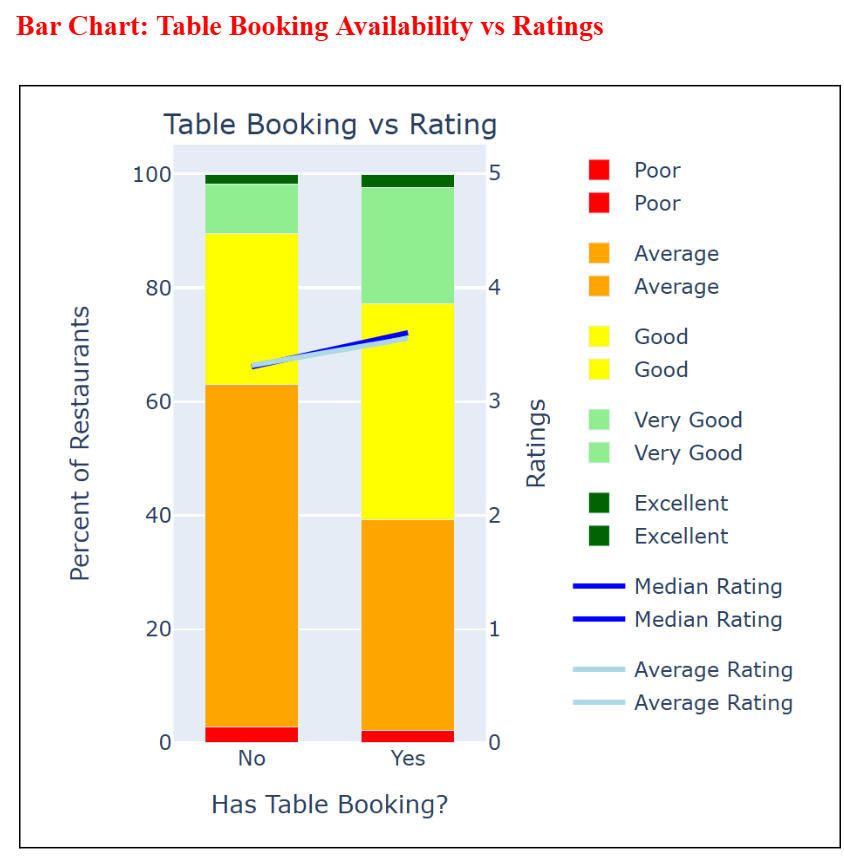 Bar Chart: Table Booking Availability vs Ratings
Table Booking vs Rating
100
80
60
40
20
0
Percent of Restaurants
5
4
3
2
1
0
Ratings
No
Yes
Has Table Booking?
Poor
Poor
Average
Average
Good
Good
Very Good
Very Good
Excellent
Excellent
Median Rating
Median Rating
Average Rating
Average Rating